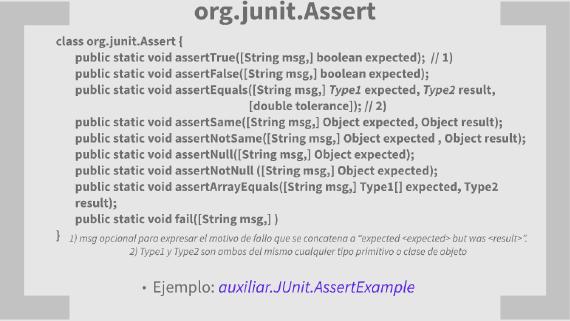 org.junit.Assert
class org.junit.Assert {
public static void assertTrue([String msg,] boolean expected);  // 1)
public static void assertFalse([String msg,] boolean expected);
public static void assertEquals([String msg,] Type1 expected, Type2 result,
[double tolerance]); // 2)
public static void assertSame([String msg,] Object expected, Object result);
public static void assertNotSame([String msg,] Object expected , Object result);
public static void assertNull([String msg,] Object expected);
public static void assertNotNull ([String msg,] Object expected);
public static void assertArrayEquals([String msg,] Type1[] expected, Type2
result);
public static void fail([String msg,] )
} 1) msg opcional para expresar el motivo de fallo que se concatena a “expected <expected> but was <result>”.
2) Type1 y Type2 son ambos del mismo cualquier tipo primitivo o clase de objeto
• Ejemplo: auxiliar.JUnit.AssertExample